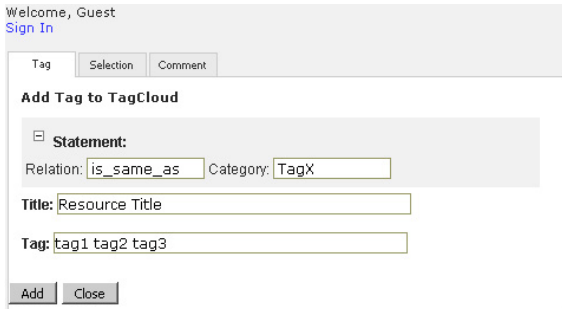 Welcome, Guest
Sign In
Tag Selection Comment
Add Tag to TagCloud
Statement:
Relation: is_same_as Category: TagX
Title: Resource Title
Tag: tag1 tag2 tag3
Add Close